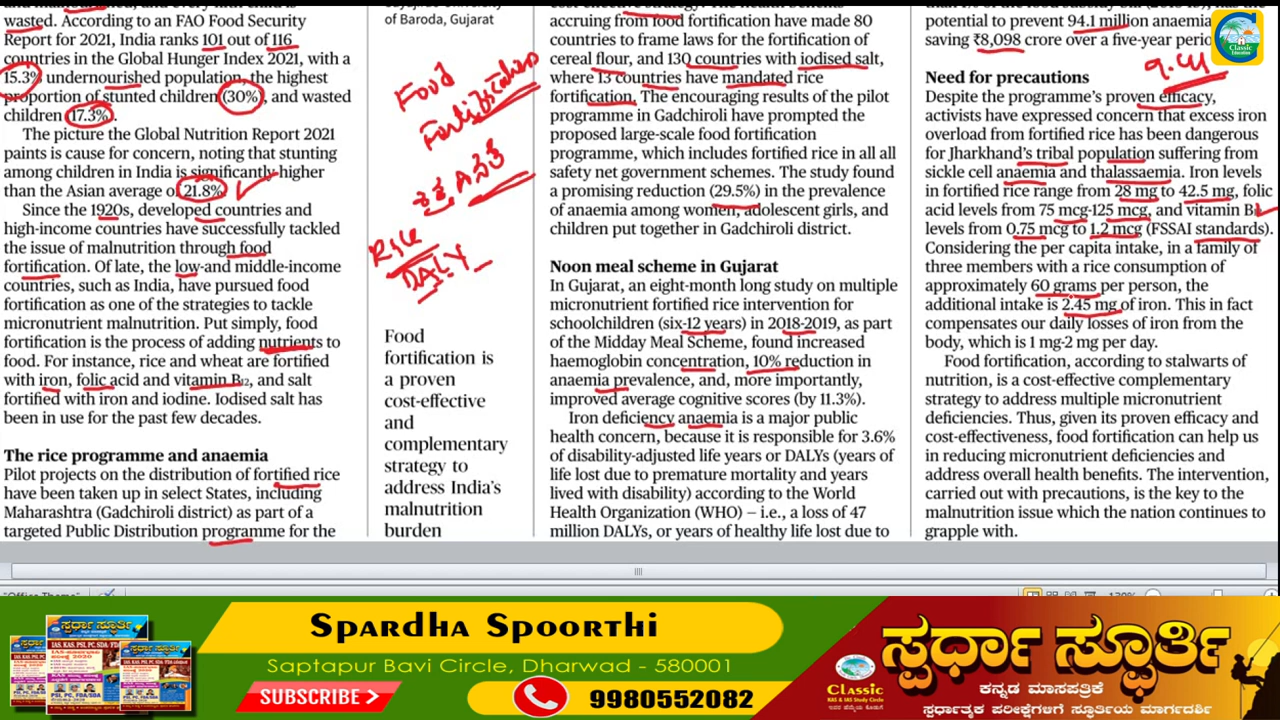 wasted. According to an FAO Food Security
Report for 2021, India ranks 101 out of 116
countries in the Global Hunger Index 2021, with a
15.3% undernourished population, the highest
proportion of stunted children (30%), and wasted
children (17.3%).
The picture the Global Nutrition Report 2021
paints is cause for concern, noting that stunting
among children in India is significantly higher
than the Asian average of 21.8%
Since the 1920s, developed countries and
high-income countries have successfully tackled
the issue of malnutrition through food
fortification. Of late, the low-and middle-income
countries, such as India, have pursued food
fortification as one of the strategies to tackle
micronutrient malnutrition. Put simply, food
fortification is the process of adding nutrients to
food. For instance, rice and wheat are fortified
with iron, folic acid and vitamin B12, and salt
fortified with iron and iodine. Iodised salt has
been in use for the past few decades.
The rice programme and anaemia
Pilot projects on the distribution of fortified rice
have been taken up in select States, including
Maharashtra (Gadchiroli district) as part of a
targeted Public Distribution programme for the
of Baroda, Gujarat
Food
Fortification
Rice
DALY
Food
fortification is
a proven
cost-effective
and
complementary
strategy to
address India's
malnutrition
burden
accruing from food fortification have made 80
countries to frame laws for the fortification of
cereal flour, and 130 countries with iodised salt,
where 13 countries have mandated rice
fortification. The encouraging results of the pilot
programme in Gadchiroli have prompted the
proposed large-scale food fortification
programme, which includes fortified rice in all all
safety net government schemes. The study found
a promising reduction (29.5%) in the prevalence
of anaemia among women, adolescent girls, and
children put together in Gadchiroli district.
Noon meal scheme in Gujarat
In Gujarat, an eight-month long study on multiple
micronutrient fortified rice intervention for
schoolchildren (six-12 years) in 2018-2019, as part
of the Midday Meal Scheme, found increased
haemoglobin concentration, 10% reduction in
anaemia prevalence, and, more importantly,
improved average cognitive scores (by 11.3%).
Iron deficiency anaemia is a major public
health concern, because it is responsible for 3.6%
of disability-adjusted life years or DALYs (years of
life lost due to premature mortality and years
lived with disability) according to the World
Health Organization (WHO) — i.e., a loss of 47
million DALYs, or years of healthy life lost due to
potential to prevent 94.1 million anaemia
saving ₹8,098 crore over a five-year
Need for precautions
Despite the programme's proven efficacy,
activists have expressed concern that excess iron
overload from fortified rice has been dangerous
for Jharkhand's tribal population suffering from
sickle cell anaemia and thalassaemia. Iron levels
in fortified rice range from 28 mg to 42.5 mg, folic
acid levels from 75 mcg-125 mcg, and vitamin
levels from 0.75 mcg to 1.2 mcg (FSSAI standards).
Considering the per capita intake, in a family of
three members with a rice consumption of
approximately 60 grams per person, the
additional intake is 2.45 mg of iron. This in fact
compensates our daily losses of iron from the
body, which is 1 mg-2 mg per day.
Food fortification, according to stalwarts of
nutrition, is a cost-effective complementary
strategy to address multiple micronutrient
deficiencies. Thus, given its proven efficacy and
cost-effectiveness, food fortification can help us
in reducing micronutrient deficiencies and
address overall health benefits. The intervention,
carried out with precautions, is the key to the
malnutrition issue which the nation continues to
grapple with.
Classic
Education
"Office Theme"
130%
Spardha Spoorthi
Saptapur Bavi Circle, Dharwad - 580001
SUBSCRIBE >
9980552082
ಸ್ಪರ್ಧಾ ಸ್ಫೂರ್ತಿ
Classic
ಸ್ಪರ್ಧಾ ಸ್ಫೂರ್ತಿ
ಕನ್ನಡ ಮಾಸಪತ್ರಿಕೆ
ಸ್ಪರ್ಧಾತ್ಮಕ ಪರೀಕ್ಷೆಗಳಿಗೆ ಸ್ಫೂರ್ತಿಯ ಮಾರ್ಗದರ್ಶಿ